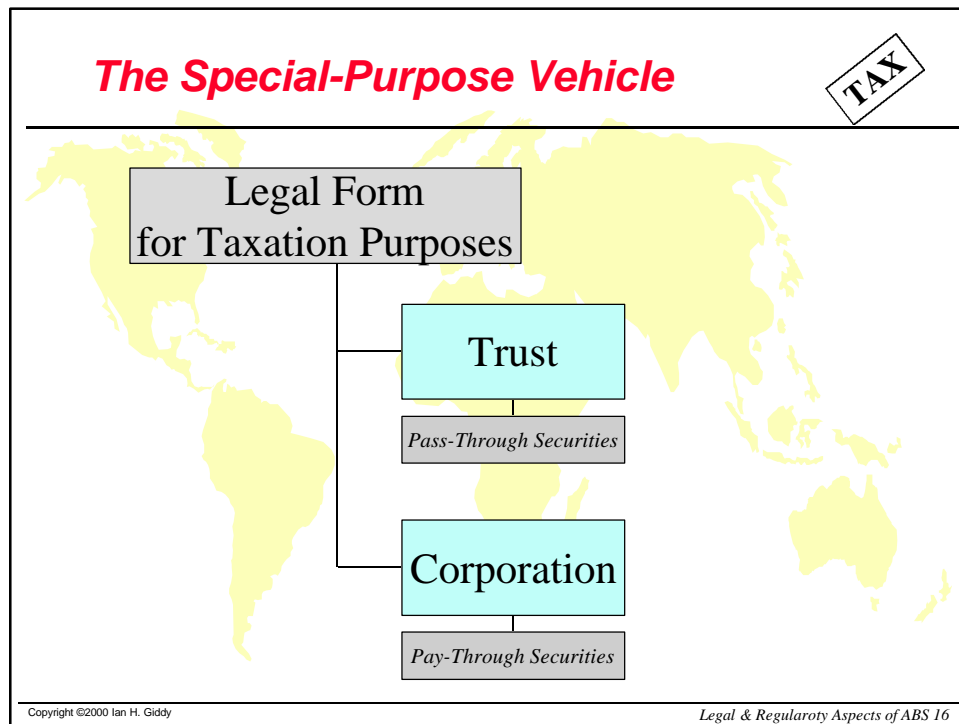 The Special-Purpose Vehicle
TAX
Legal Form
for Taxation Purposes
Trust
Pass-Through Securities
Corporation
Pay-Through Securities
Copyright ©2000 Ian H. Giddy
Legal & Regularoty Aspects of ABS 16